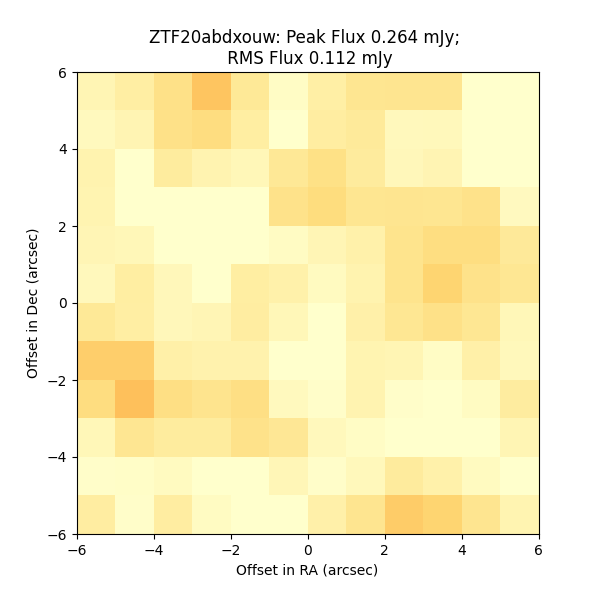 ZTF20abdxouw: Peak Flux 0.264 mJy;
RMS Flux 0.112 mJy
6
4
2
0
−2
−4
−6
Offset in Dec (arcsec)
−6 −4 −2 0 2 4 6
Offset in RA (arcsec)